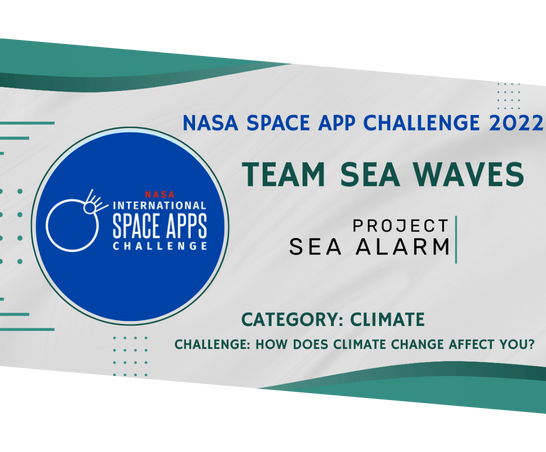 NASA SPACE APP CHALLENGE 2022
TEAM SEA WAVES
NASA
INTERNATIONAL
SPACE APPS
CHALLENGE
PROJECT
SEA ALARM
CATEGORY: CLIMATE
CHALLENGE: HOW DOES CLIMATE CHANGE AFFECT YOU?